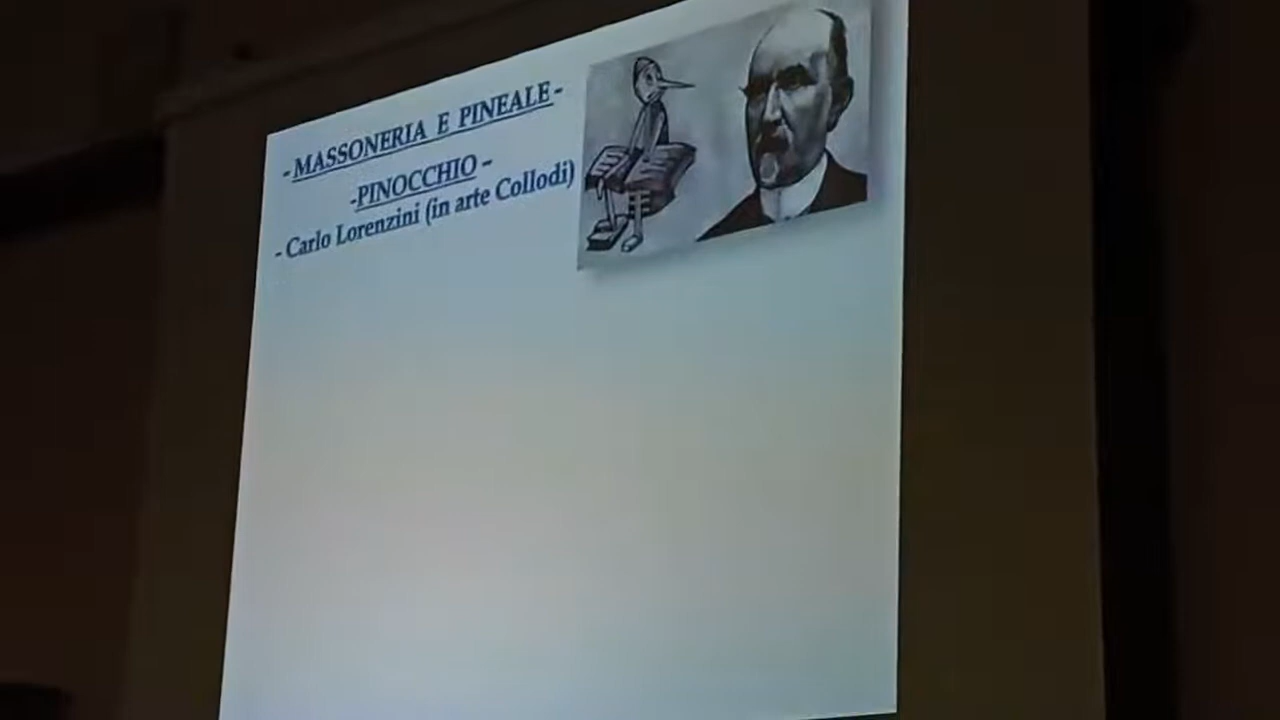 - MASSONERIA E PINEALE -
-PINOCCHIO -
- Carlo Lorenzini (in arte Collodi)